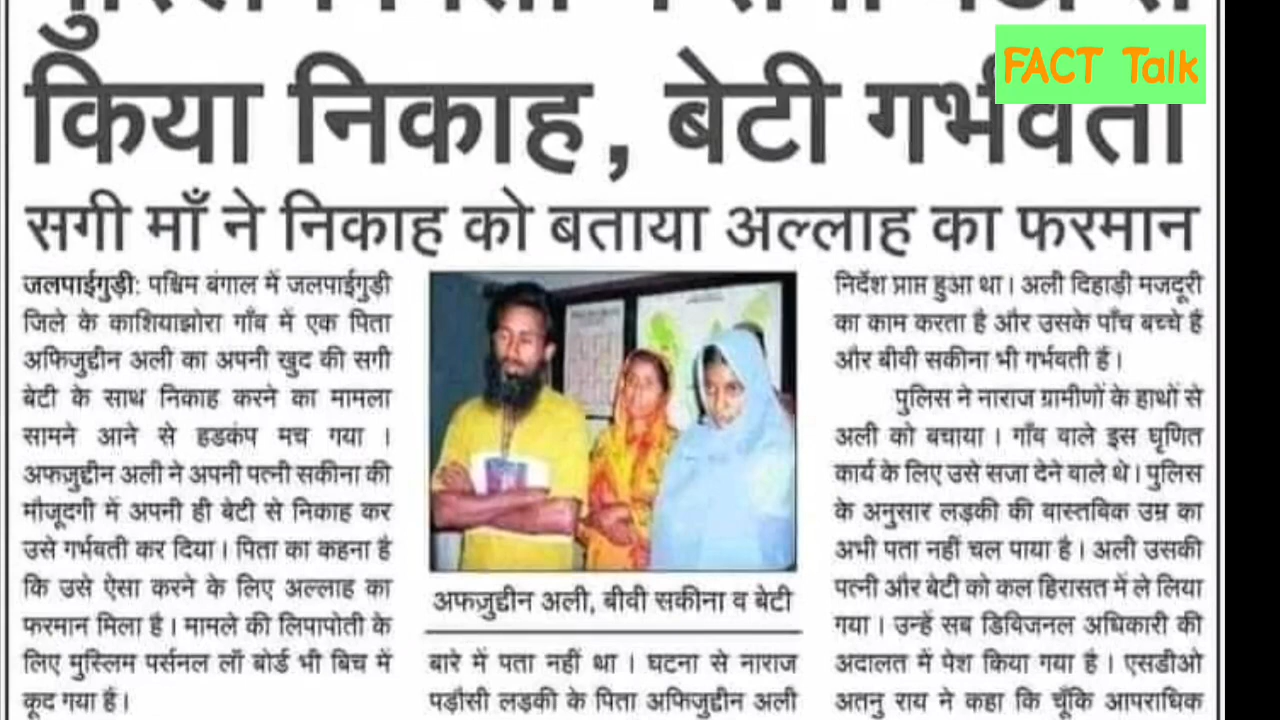 FACT Talk
किया निकाह, बेटी गर्भवती
सगी माँ ने निकाह को बताया अल्लाह का फरमान
जलपाईगुड़ी: पश्चिम बंगाल में जलपाईगुड़ी
जिले के काशियाझोरा गाँव में एक पिता
अफिजुद्दीन अली का अपनी खुद की सगी
बेटी के साथ निकाह करने का मामला
सामने आने से हडकंप मच गया ।
अफजुद्दीन अली ने अपनी पत्नी सकीना की
मौजूदगी में अपनी ही बेटी से निकाह कर
उसे गर्भवती कर दिया । पिता का कहना है
कि उसे ऐसा करने के लिए अल्लाह का
फरमान मिला है । मामले की लिपापोती के
लिए मुस्लिम पर्सनल लॉ बोर्ड भी बिच में
कूद गया है ।
अफजुद्दीन अली, बीवी सकीना व बेटी
बारे में पता नहीं था । घटना से नाराज
पड़ौसी लड़की के पिता अफिजुद्दीन अली
निर्देश प्राप्त हुआ था । अली दिहाड़ी मजदूरी
का काम करता है और उसके पाँच बच्चे हैं
और बीवी सकीना भी गर्भवती हैं ।
पुलिस ने नाराज ग्रामीणों के हाथों से
अली को बचाया । गाँव वाले इस घृणित
कार्य के लिए उसे सजा देने वाले थे । पुलिस
के अनुसार लड़की की वास्तविक उम्र का
अभी पता नहीं चल पाया है । अली उसकी
पत्नी और बेटी को कल हिरासत में ले लिया
गया । उन्हें सब डिविजनल अधिकारी की
अदालत में पेश किया गया है । एसडीओ
अतनु राय ने कहा कि चूँकि आपराधिक